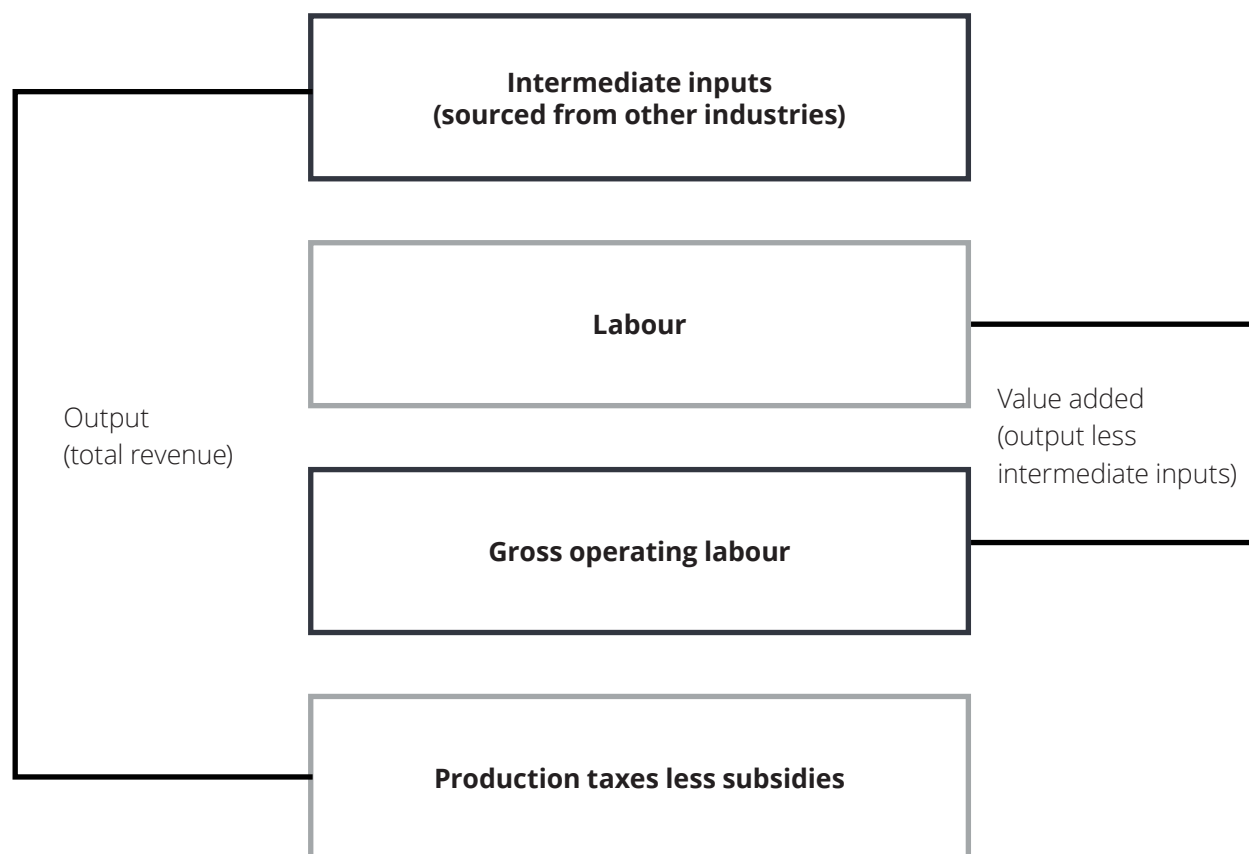 Intermediate inputs
(sourced from other industries)
Labour
Output
(total revenue)
Value added
(output less
intermediate inputs)
Gross operating labour
Production taxes less subsidies